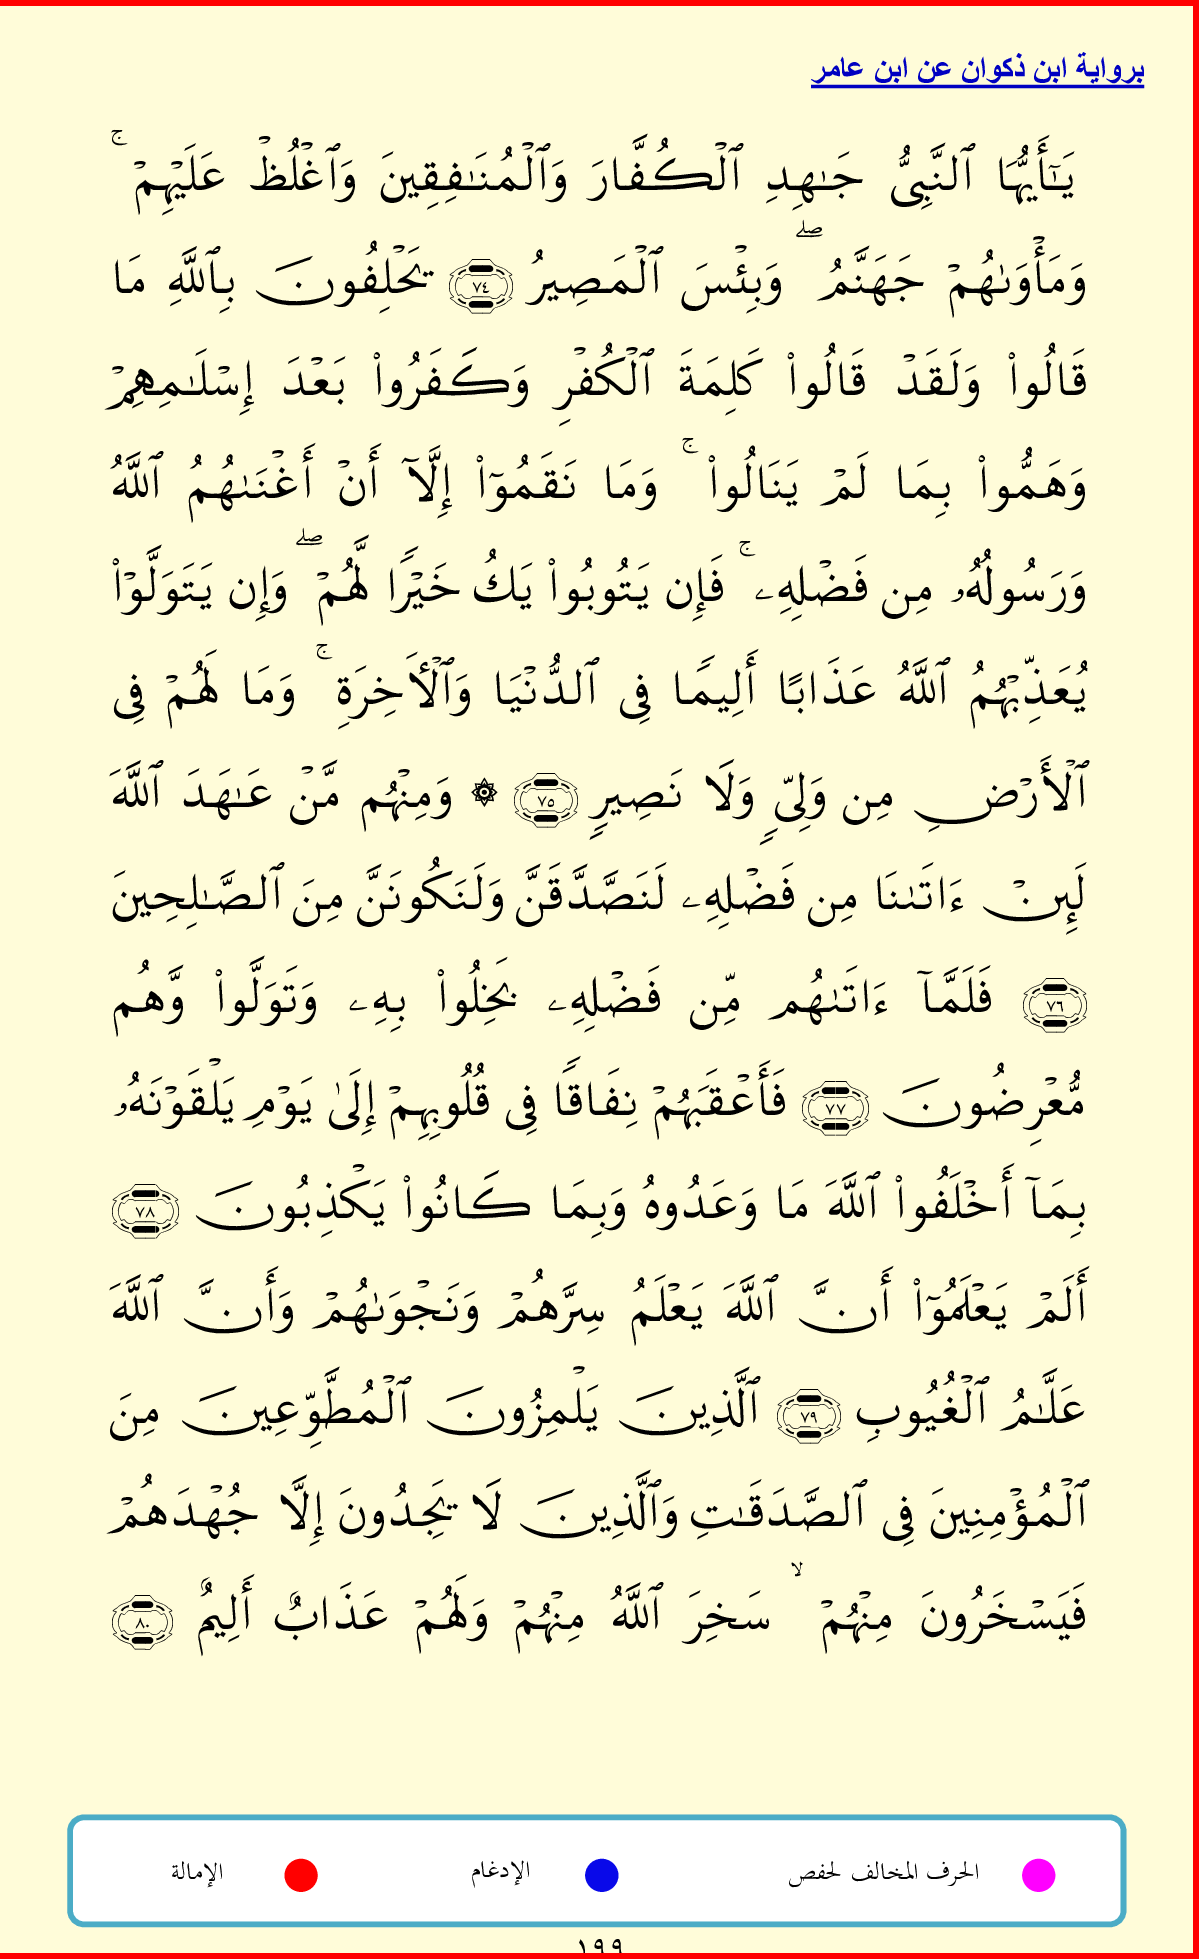 برواية ابن ذكوان عن ابن عامر
يَـٰٓأَيُّهَا ٱلنَّبِىُّ جَـٰهِدِ ٱلۡكُفَّارَ وَٱلۡمُنَـٰفِقِينَ وَٱغۡلُظۡ عَلَيۡهِمۡۚ
وَمَأۡوَىٰهُمۡ جَهَنَّمُۖ وَبِئۡسَ ٱلۡمَصِيرُ ٧٤ يَحۡلِفُونَ بِٱللَّهِ مَا
قَالُواْ وَلَقَدۡ قَالُواْ كَلِمَةَ ٱلۡكُفۡرِ وَكَفَرُواْ بَعۡدَ إِسۡلَـٰمِهِمۡ
وَهَمُّواْ بِمَا لَمۡ يَنَالُواْۚ وَمَا نَقَمُوٓاْ إِلَّآ أَنۡ أَغۡنَىٰهُمُ ٱللَّهُ
وَرَسُولُهُۥ مِن فَضۡلِهِۦۚ فَإِن يَتُوبُواْ يَكُ خَيۡرًا لَّهُمۡۖ وَإِن يَتَوَلَّوۡاْ
يُعَذِّبۡهُمُ ٱللَّهُ عَذَابًا أَلِيمًا فِى ٱلدُّنۡيَا وَٱلۡأَخِرَةِۚ وَمَا لَهُمۡ فِى
ٱلۡأَرۡضِ مِن وَلِىٍّ وَلَا نَصِيرٍ ٧٥ ۞ وَمِنۡهُم مَّنۡ عَـٰهَدَ ٱللَّهَ
لَئِنۡ ءَاتَىٰنَا مِن فَضۡلِهِۦ لَنَصَّدَّقَنَّ وَلَنَكُونَنَّ مِنَ ٱلصَّـٰلِحِينَ
٧٦ فَلَمَّآ ءَاتَىٰهُم مِّن فَضۡلِهِۦ بَخِلُواْ بِهِۦ وَتَوَلَّواْ وَّهُم
مُّعۡرِضُونَ ٧٧ فَأَعۡقَبَهُمۡ نِفَاقًا فِى قُلُوبِهِمۡ إِلَىٰ يَوۡمِ يَلۡقَوۡنَهُۥ
بِمَآ أَخۡلَفُواْ ٱللَّهَ مَا وَعَدُوهُ وَبِمَا كَانُواْ يَكۡذِبُونَ ٧٨
أَلَمۡ يَعۡلَمُوٓاْ أَنَّ ٱللَّهَ يَعۡلَمُ سِرَّهُمۡ وَنَجۡوَىٰهُمۡ وَأَنَّ ٱللَّهَ
عَلَّـٰمُ ٱلۡغُيُوبِ ٧٩ ٱلَّذِينَ يَلۡمِزُونَ ٱلۡمُطَّوِّعِينَ مِنَ
ٱلۡمُؤۡمِنِينَ فِى ٱلصَّدَقَـٰتِ وَٱلَّذِينَ لَا يَجِدُونَ إِلَّا جُهۡدَهُمۡ
فَيَسۡخَرُونَ مِنۡهُمۡۙ سَخِرَ ٱللَّهُ مِنۡهُمۡ وَلَهُمۡ عَذَابٌ أَلِيمٌ ٨٠
الحرف المخالف لحفص الإدغام الإمالة
١٩٩